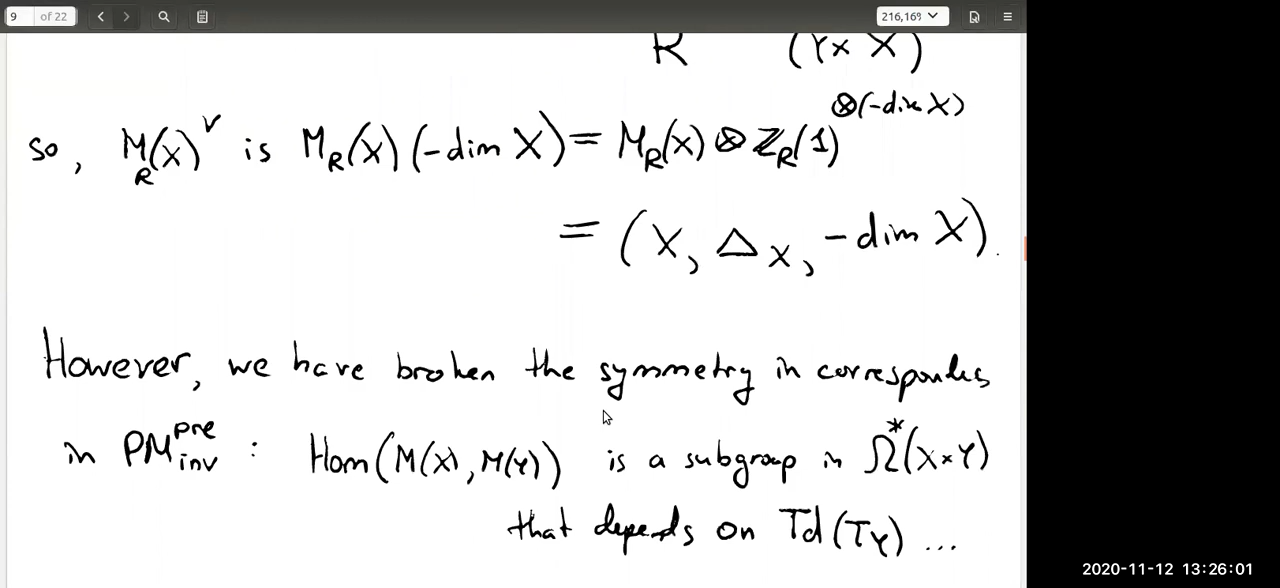 9 of 22 216,16%
R (Y× X)
⊗(-dim X)
so, M_R(X)^∨ is M_R(X)(-dim X) = M_R(X) ⊗ ℤ_R(1)
= (X, Δ_X, -dim X).
However, we have broken the symmetry in
in PM^pre_inv : Hom(M(X), M(Y)) is a subgroup in Ω*(X×Y)
that depends on Td(T_Y) ...
2020-11-12 13:26:01